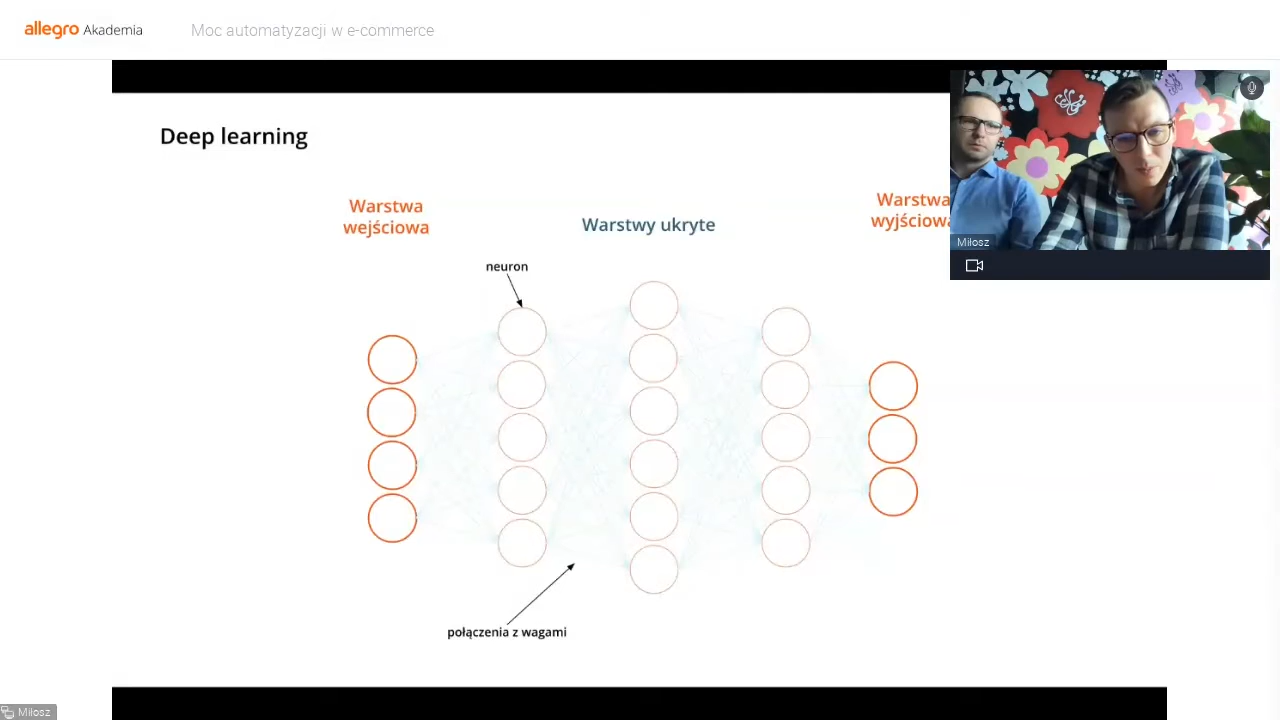 allegro Akademia
Moc automatyzacji w e-commerce
Deep learning
Warstwa
wejściowa
Warstwy ukryte
Warstwa
wyjściowa
neuron
połączenia z wagami
Miłosz
Miłosz